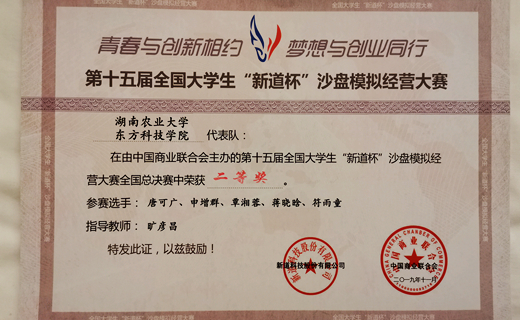 青春与创新相约 梦想与创业同行
第十五届全国大学生“新道杯”沙盘模拟经营大赛
湖南农业大学
东方科技学院 代表队:
在由中国商业联合会主办的第十五届全国大学生“新道杯”沙盘模拟经
营大赛全国总决赛中荣获 二等奖 。
参赛选手: 唐可广、申增群、覃湘蓉、蒋晓晗、符雨童
指导教师: 旷彦昌
特发此证,以兹鼓励!
新道科技股份有限公司
中国商业联合会
二〇一九年十一月